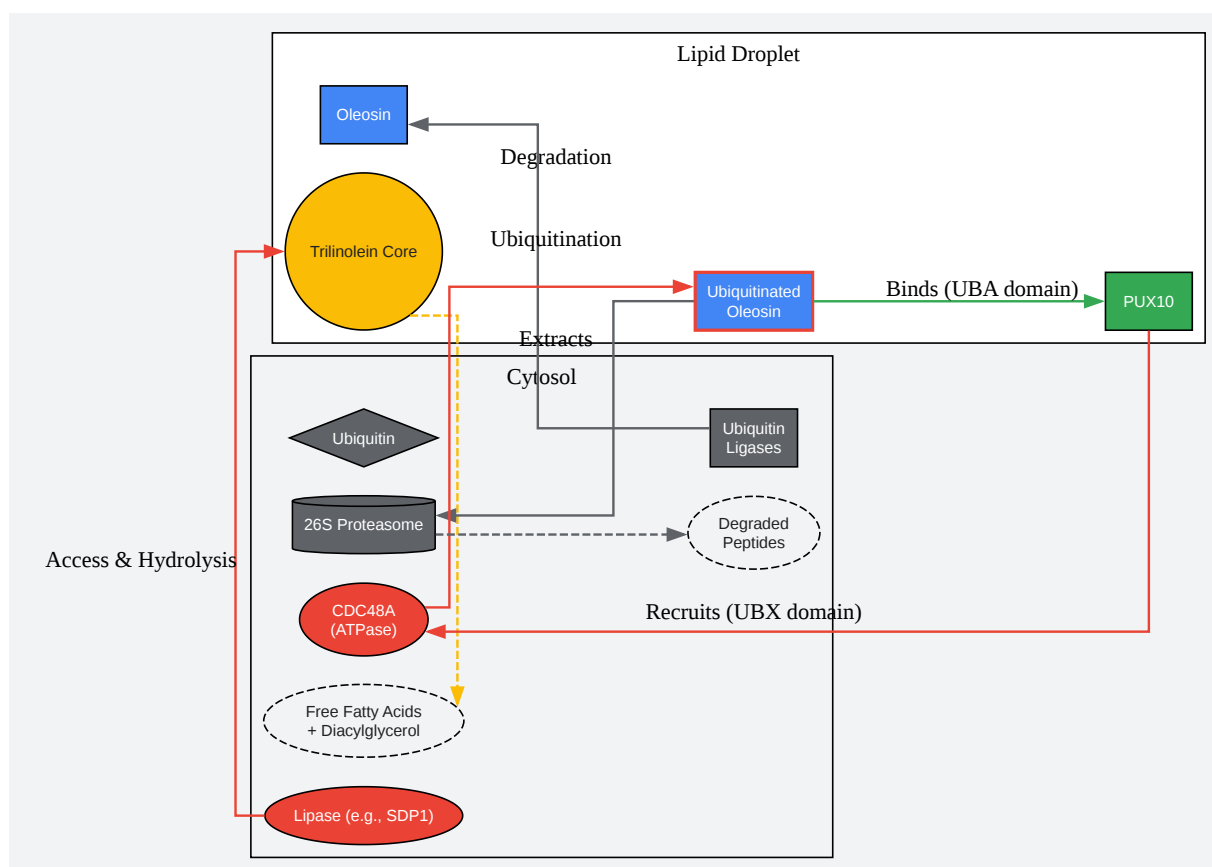 Lipid Droplet
Oleosin
Degradation
Ubiquitination
Trilinolein Core
Ubiquitinated
Oleosin
Binds (UBA domain)
PUX10
Extracts
Cytosol
Ubiquitin
Ubiquitin
Ligases
26S Proteasome
Degraded
Peptides
Access & Hydrolysis
CDC48A
(ATPase)
Recruits (UBX domain)
Free Fatty Acids
+ Diacylglycerol
Lipase (e.g., SDP1)